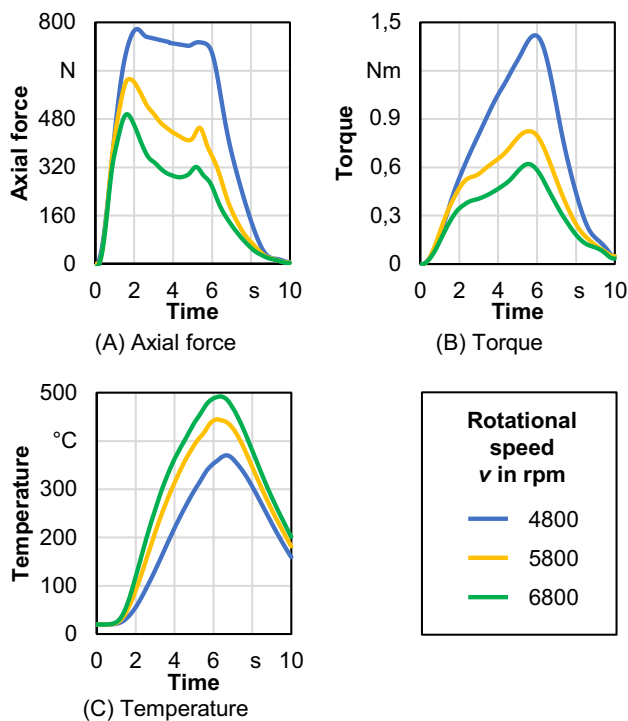 800
N
480
320
160
0
Axial force
0 2 4 6 s 10
Time
(A) Axial force
1,5
Nm
0.9
0,6
0,3
0
Torque
0 2 4 6 s 10
Time
(B) Torque
500
°C
300
200
100
0
Temperature
0 2 4 6 s 10
Time
(C) Temperature
Rotational
speed
v in rpm
4800
5800
6800